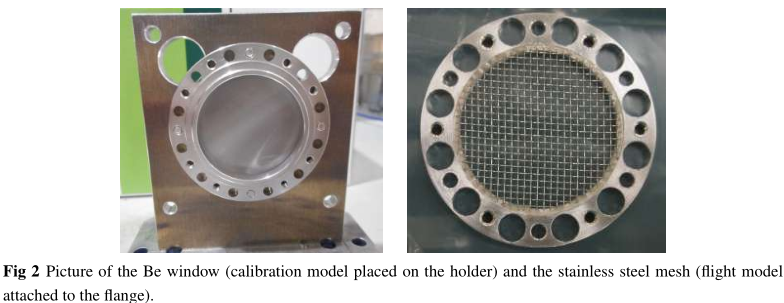 Fig 2 Picture of the Be window (calibration model placed on the holder) and the stainless steel mesh (flight model
attached to the flange).